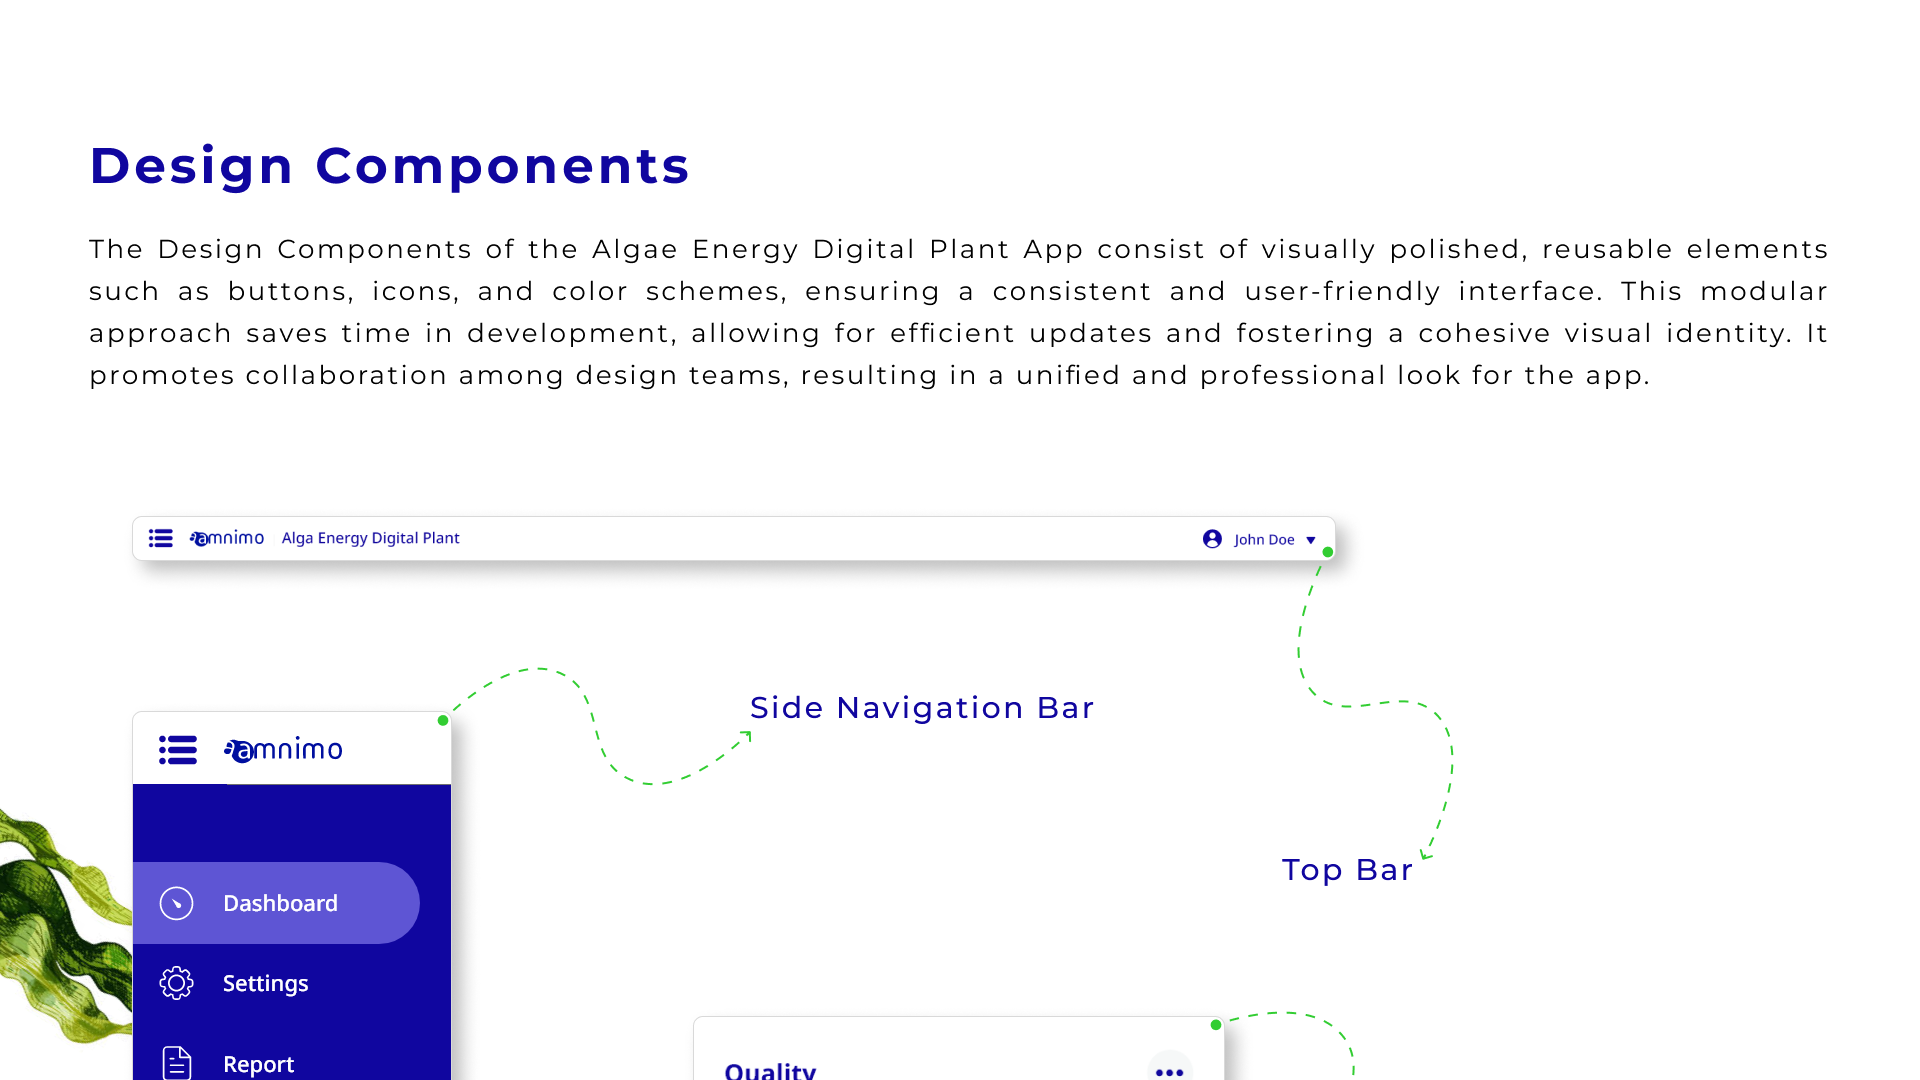 Design Components
The Design Components of the Algae Energy Digital Plant App consist of visually polished, reusable elements
such as buttons, icons, and color schemes, ensuring a consistent and user-friendly interface. This modular
approach saves time in development, allowing for efficient updates and fostering a cohesive visual identity. It
promotes collaboration among design teams, resulting in a unified and professional look for the app.
amnimo Alga Energy Digital Plant John Doe
Side Navigation Bar
amnimo
Top Bar
Dashboard
Settings
Report
Quality